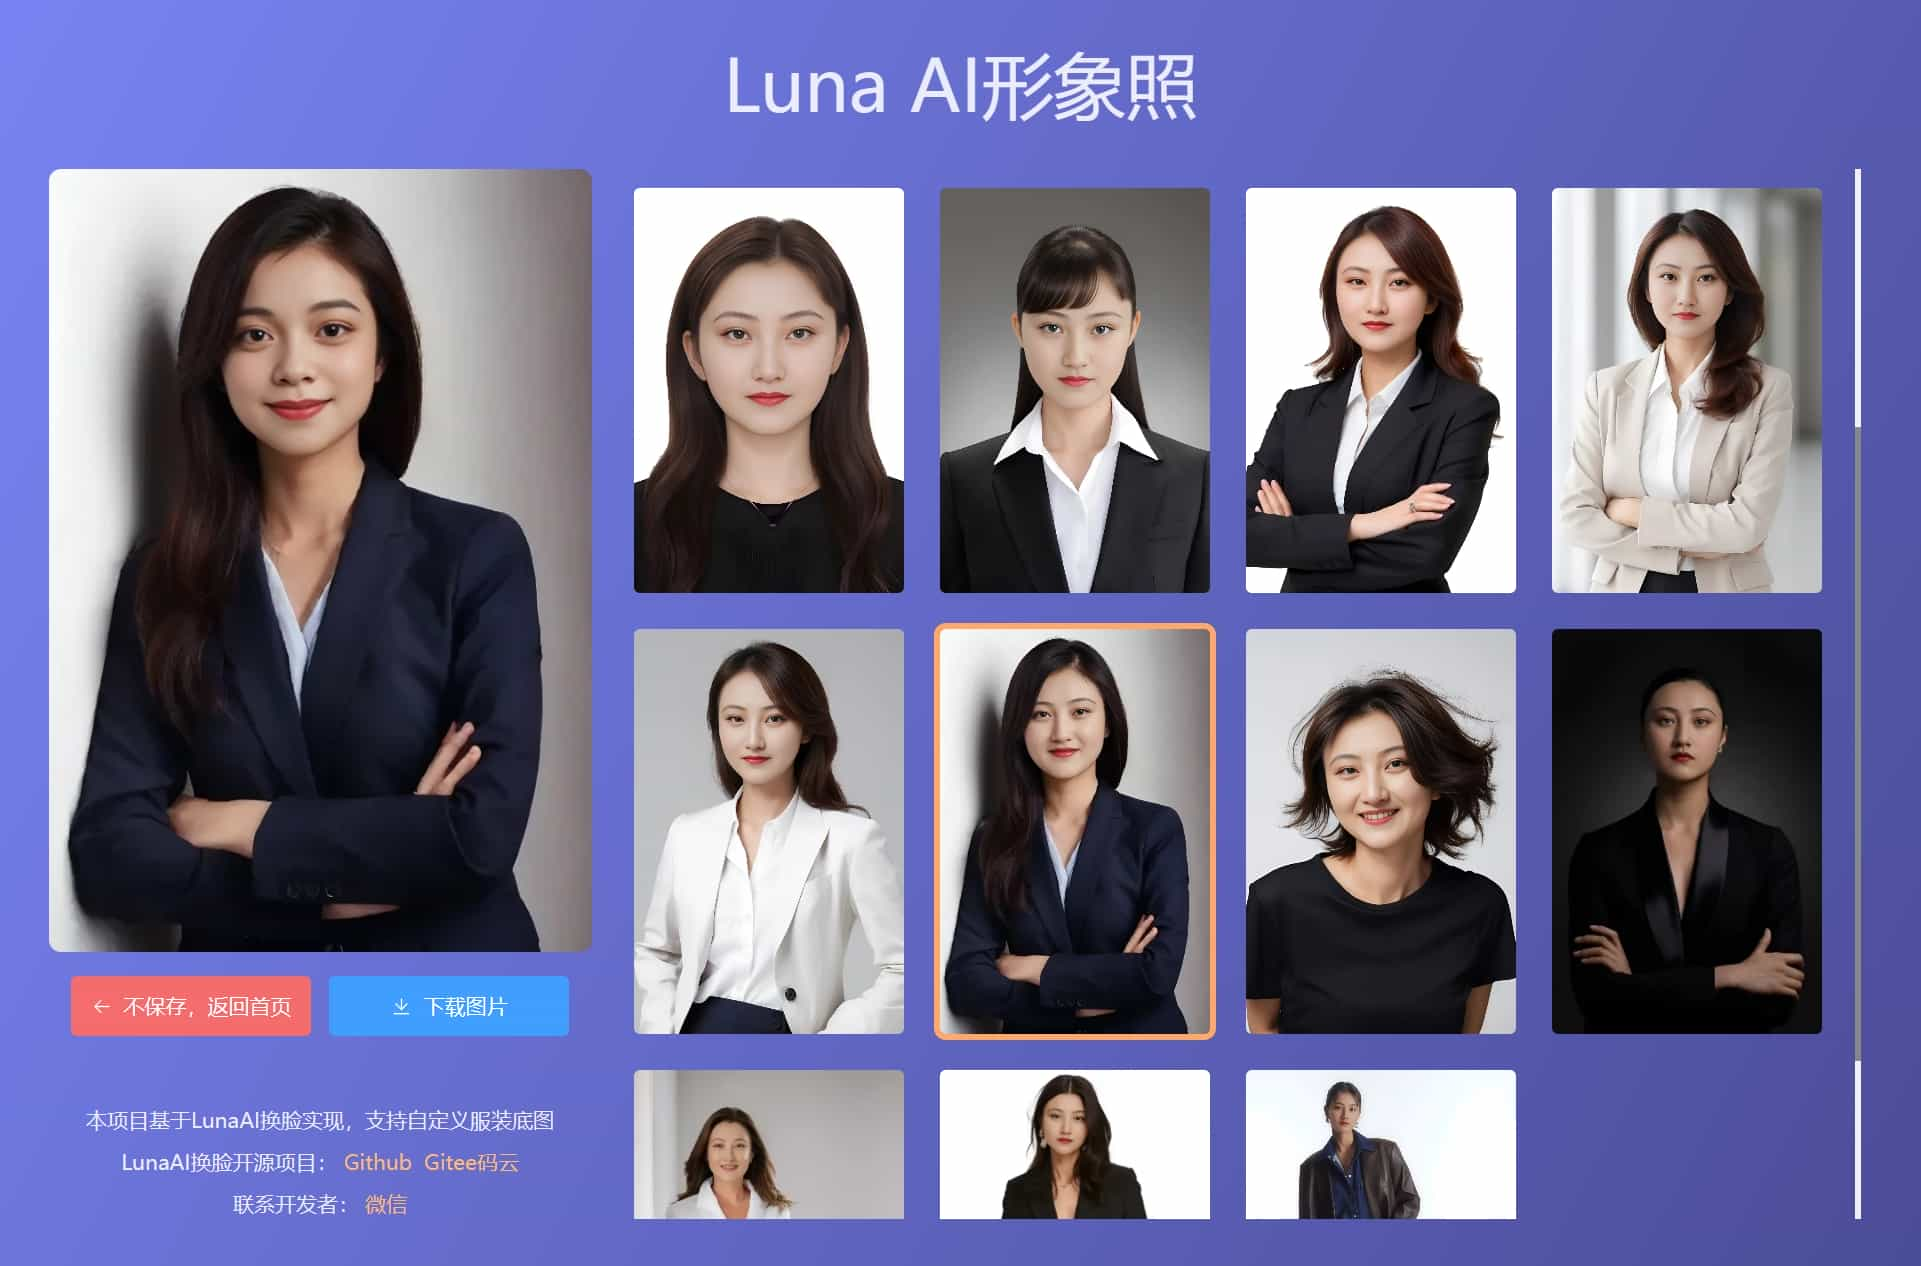 Luna AI形象照
← 不保存，返回首页
下载图片
本项目基于LunaAI换脸实现，支持自定义服装底图
LunaAI换脸开源项目： Github Gitee码云
联系开发者： 微信